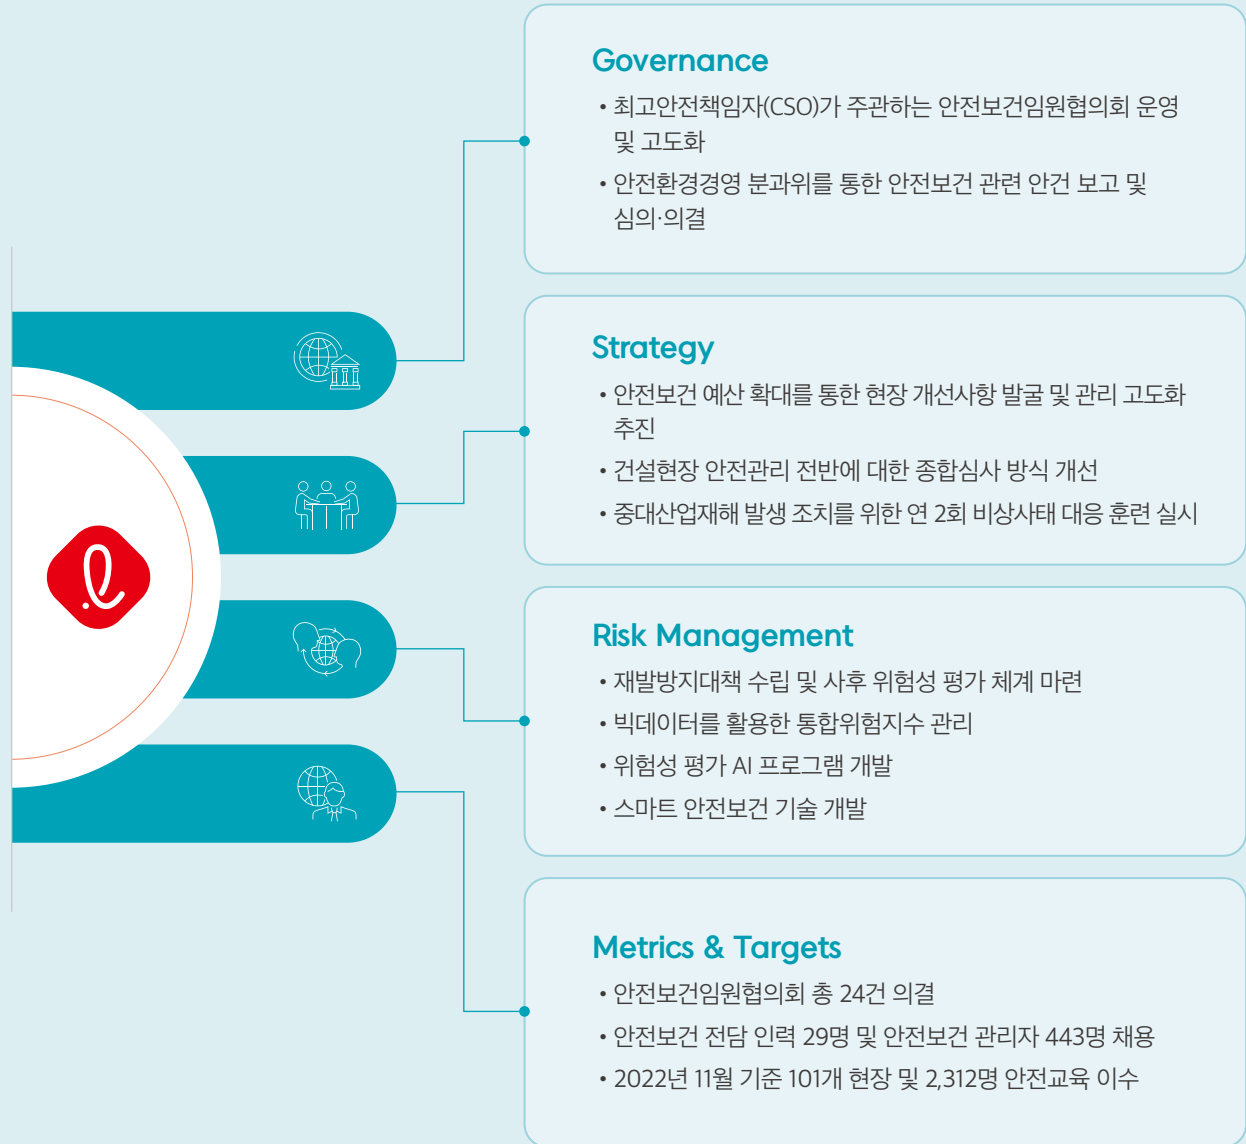 Governance
• 최고안전책임자(CSO)가 주관하는 안전보건임원협의회 운영
및 고도화
• 안전환경경영 분과위를 통한 안전보건 관련 안건 보고 및
심의·의결
Strategy
• 안전보건 예산 확대를 통한 현장 개선사항 발굴 및 관리 고도화
추진
• 건설현장 안전관리 전반에 대한 종합심사 방식 개선
• 중대산업재해 발생 조치를 위한 연 2회 비상사태 대응 훈련 실시
Risk Management
• 재발방지대책 수립 및 사후 위험성 평가 체계 마련
• 빅데이터를 활용한 통합위험지수 관리
• 위험성 평가 AI 프로그램 개발
• 스마트 안전보건 기술 개발
Metrics & Targets
• 안전보건임원협의회 총 24건 의결
• 안전보건 전담 인력 29명 및 안전보건 관리자 443명 채용
• 2022년 11월 기준 101개 현장 및 2,312명 안전교육 이수